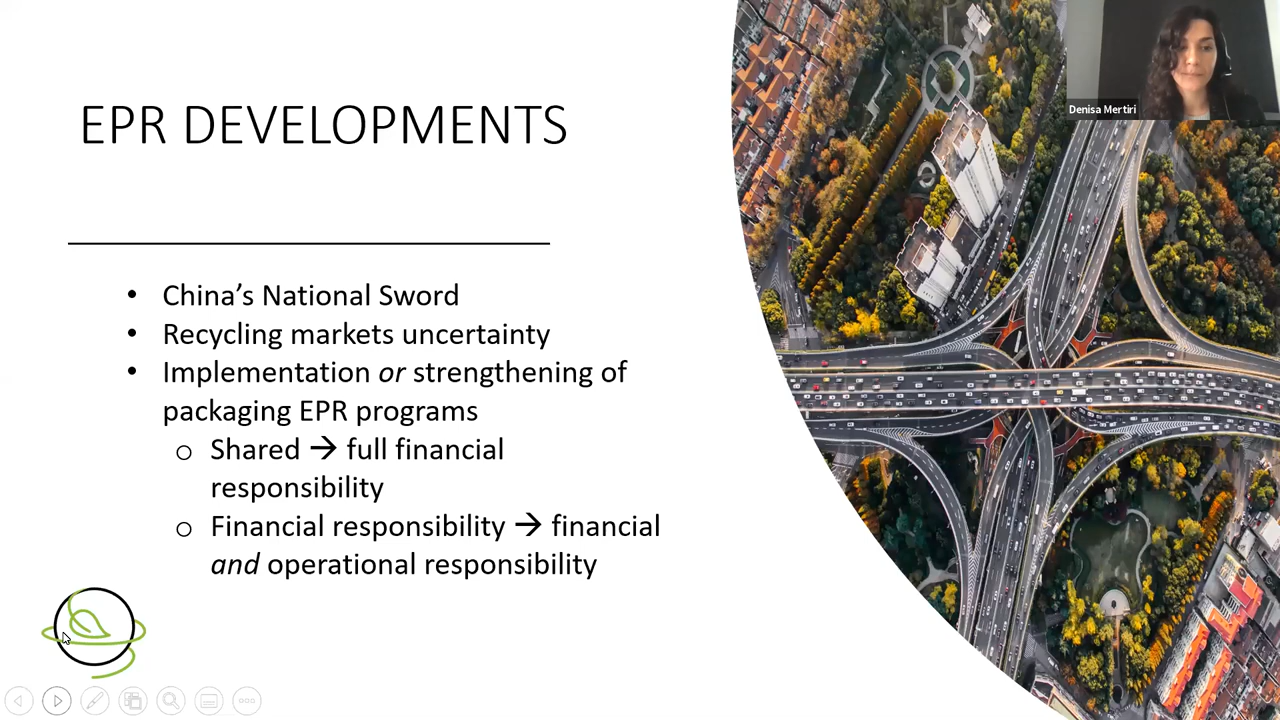 Denisa Mertiri
EPR DEVELOPMENTS
• China’s National Sword
• Recycling markets uncertainty
• Implementation or strengthening of
packaging EPR programs
o Shared → full financial
responsibility
o Financial responsibility → financial
and operational responsibility